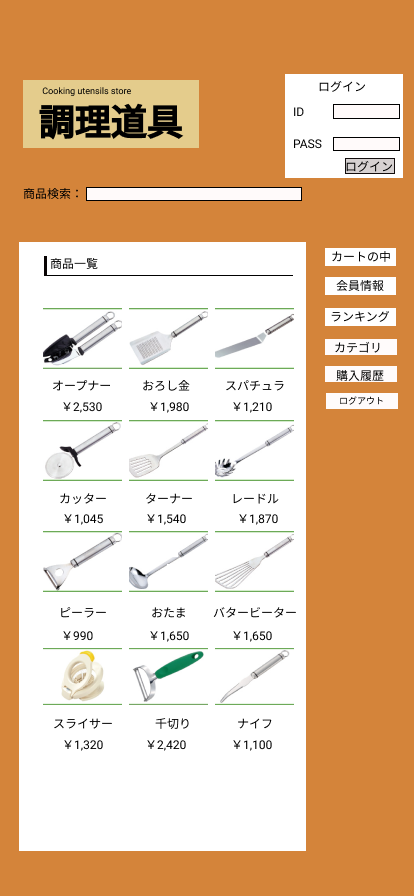 Cooking utensils store
調理道具
ログイン
ID
PASS
ログイン
商品検索：
商品一覧
カートの中
会員情報
ランキング
カテゴリ
購入履歴
ログアウト
オープナー おろし金 スパチュラ
￥2,530 ￥1,980 ￥1,210
カッター ターナー レードル
￥1,045 ￥1,540 ￥1,870
ピーラー おたま バタービーター
￥990 ￥1,650 ￥1,650
スライサー 千切り ナイフ
￥1,320 ￥2,420 ￥1,100